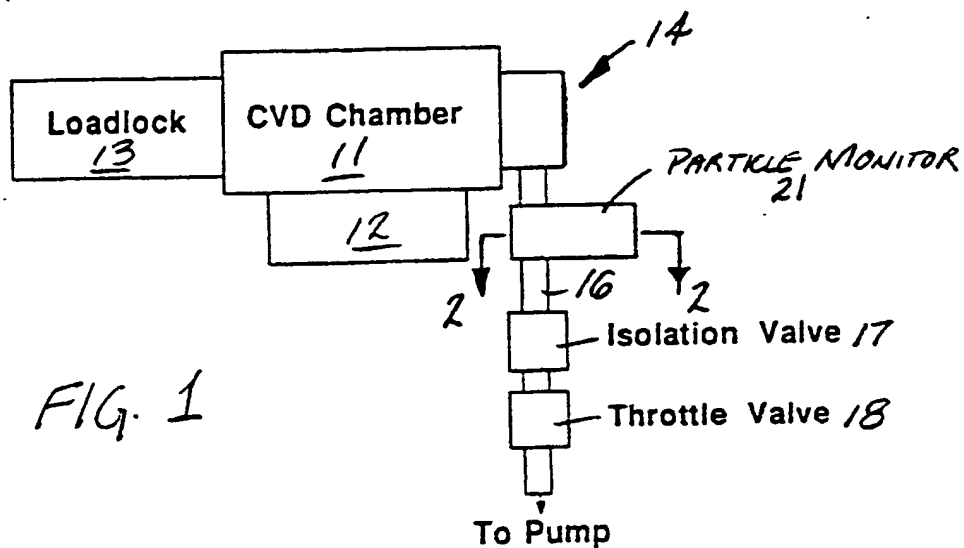 14
Loadlock
13
CVD Chamber
11
PARTICLE MONITOR
21
12
2
2
16
Isolation Valve 17
FIG. 1
Throttle Valve 18
To Pump